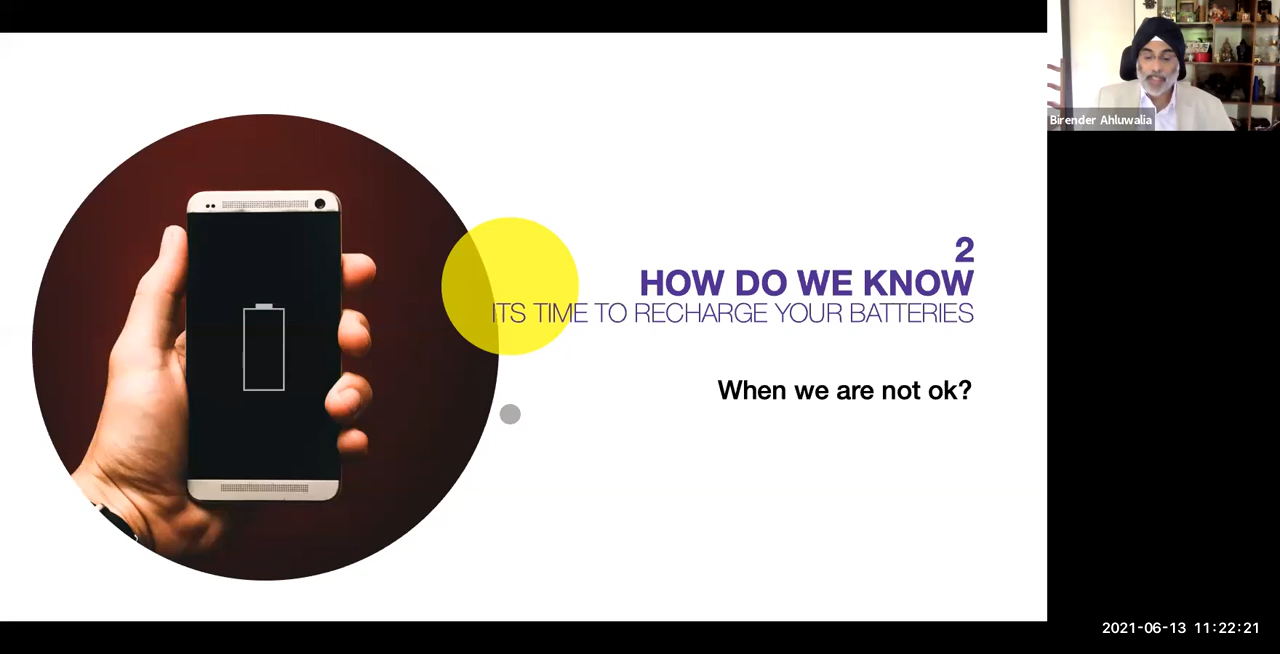 2
HOW DO WE KNOW
ITS TIME TO RECHARGE YOUR BATTERIES
When we are not ok?
Birender Ahluwalia
2021-06-13 11:22:21